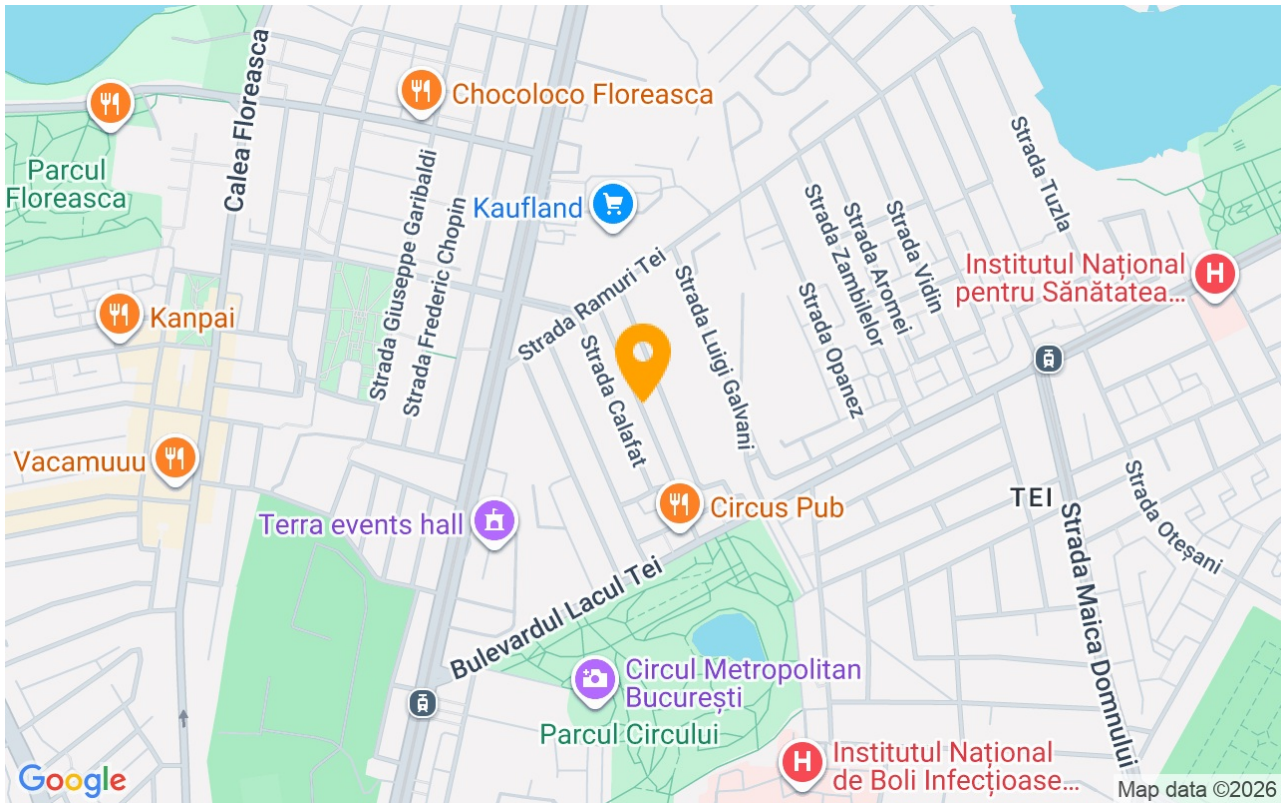 Calea Floreasca
Chocoloco Floreasca
Parcul
Floreasca
Strada Giuseppe Garibaldi
Strada Frederic Chopin
Kaufland
Strada Tuzla
Strada Vidin
Strada Aromei
Strada Zambilelor
Strada Opanez
Institutul Național
pentru Sănătatea...
Kanpai
Strada Ramuri Tei
Strada Luigi Galvani
Strada Calafat
Vacamuuu
Terra events hall
Circus Pub
TEI
Strada Oteșani
Strada Maica Domnului
Bulevardul Lacul Tei
Circul Metropolitan
București
Parcul Circului
Institutul Național
de Boli Infecțioase...
Google
Map data ©2026